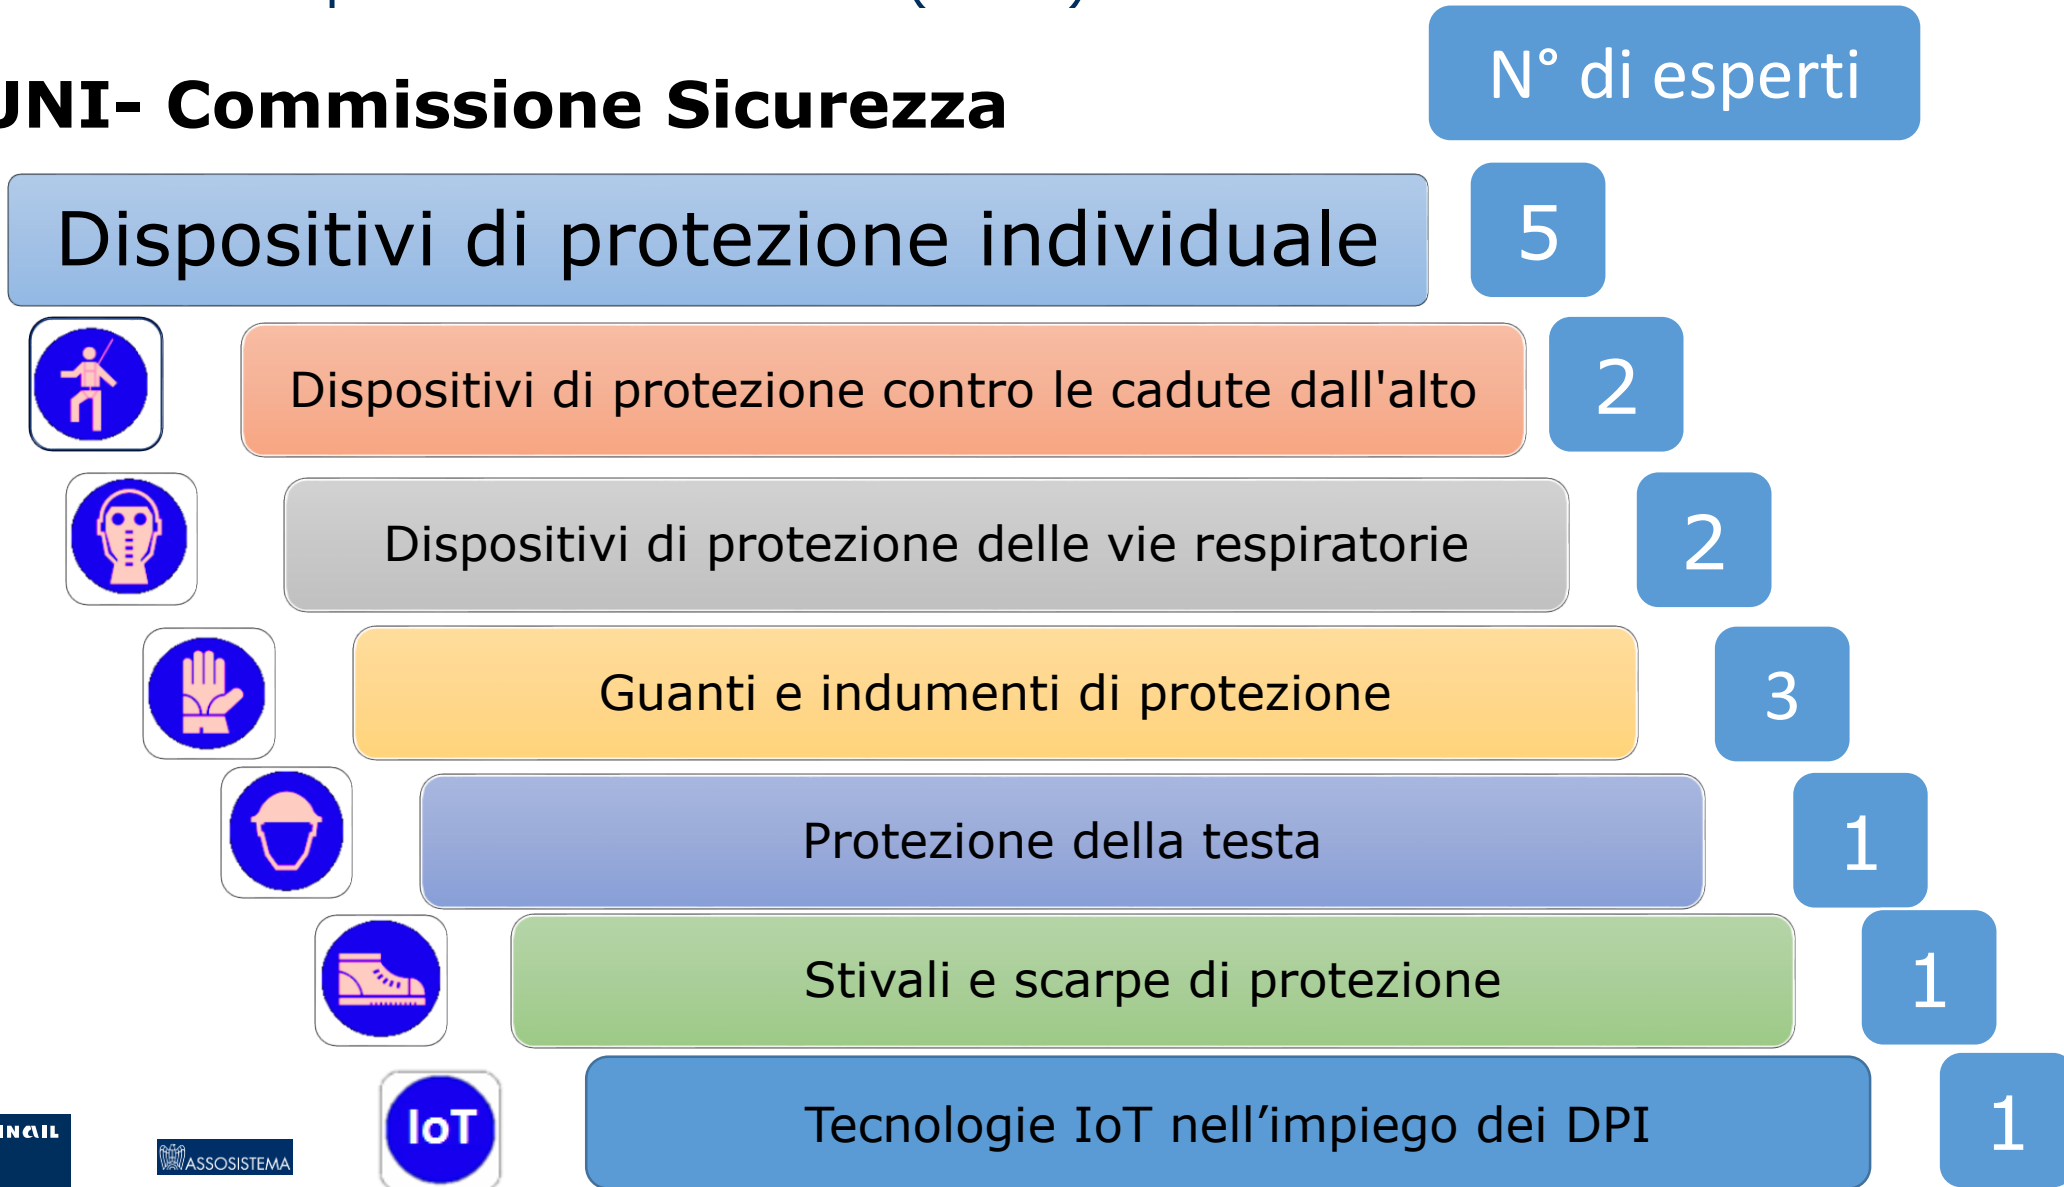 UNI- Commissione Sicurezza
N° di esperti
Dispositivi di protezione individuale
5
Dispositivi di protezione contro le cadute dall'alto
2
Dispositivi di protezione delle vie respiratorie
2
Guanti e indumenti di protezione
3
Protezione della testa
1
Stivali e scarpe di protezione
1
IoT
Tecnologie IoT nell’impiego dei DPI
1
ASSOSISTEMA